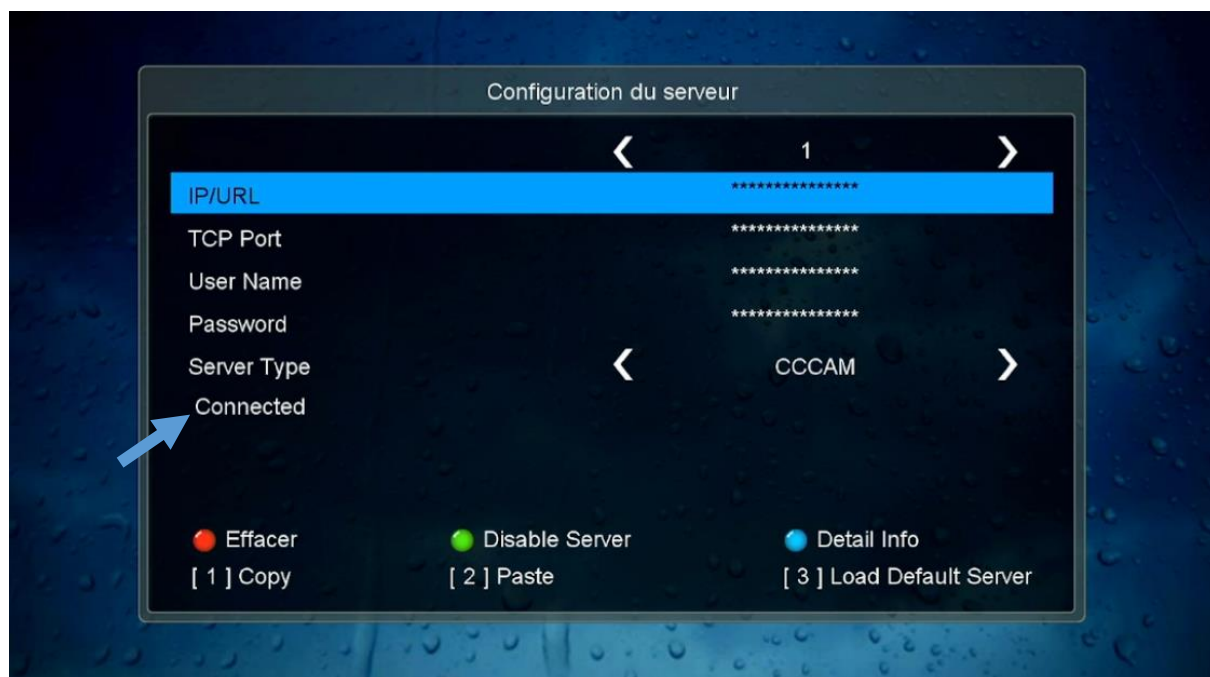 Configuration du serveur
❮ 1 ❯
IP/URL ***************
TCP Port ***************
User Name ***************
Password ***************
Server Type ❮ CCCAM ❯
Connected
Effacer Disable Server Detail Info
[ 1 ] Copy [ 2 ] Paste [ 3 ] Load Default Server